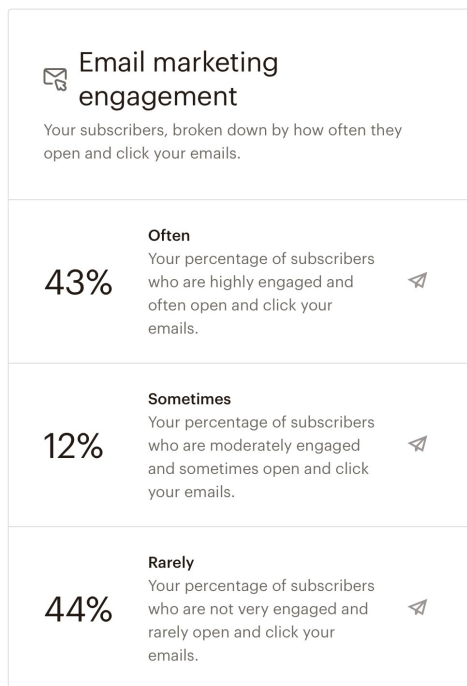 Email marketing
engagement
Your subscribers, broken down by how often they
open and click your emails.
43%
Often
Your percentage of subscribers
who are highly engaged and
often open and click your
emails.
12%
Sometimes
Your percentage of subscribers
who are moderately engaged
and sometimes open and click
your emails.
44%
Rarely
Your percentage of subscribers
who are not very engaged and
rarely open and click your
emails.